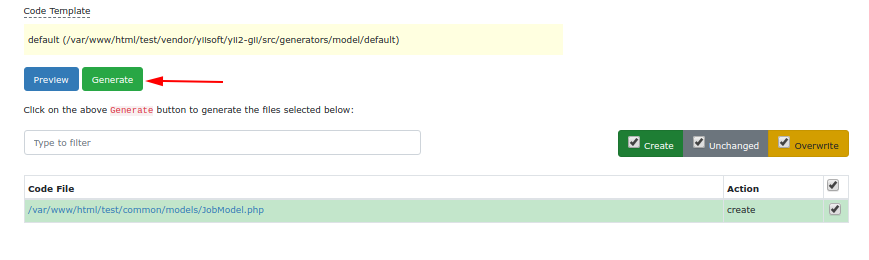 Code Template
default (/var/www/html/test/vendor/yiisoft/yii2-gii/src/generators/model/default)
Preview Generate
Click on the above Generate button to generate the files selected below:
Type to filter Create Unchanged Overwrite
Code File Action
/var/www/html/test/common/models/JobModel.php create